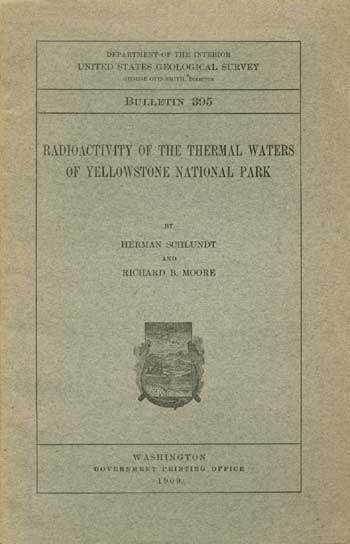 DEPARTMENT OF THE INTERIOR
UNITED STATES GEOLOGICAL SURVEY
GEORGE OTIS SMITH, DIRECTOR
BULLETIN 395
RADIOACTIVITY OF THE THERMAL WATERS
OF YELLOWSTONE NATIONAL PARK
BY
HERMAN SCHLUNDT
AND
RICHARD B. MOORE
WASHINGTON
GOVERNMENT PRINTING OFFICE
1909